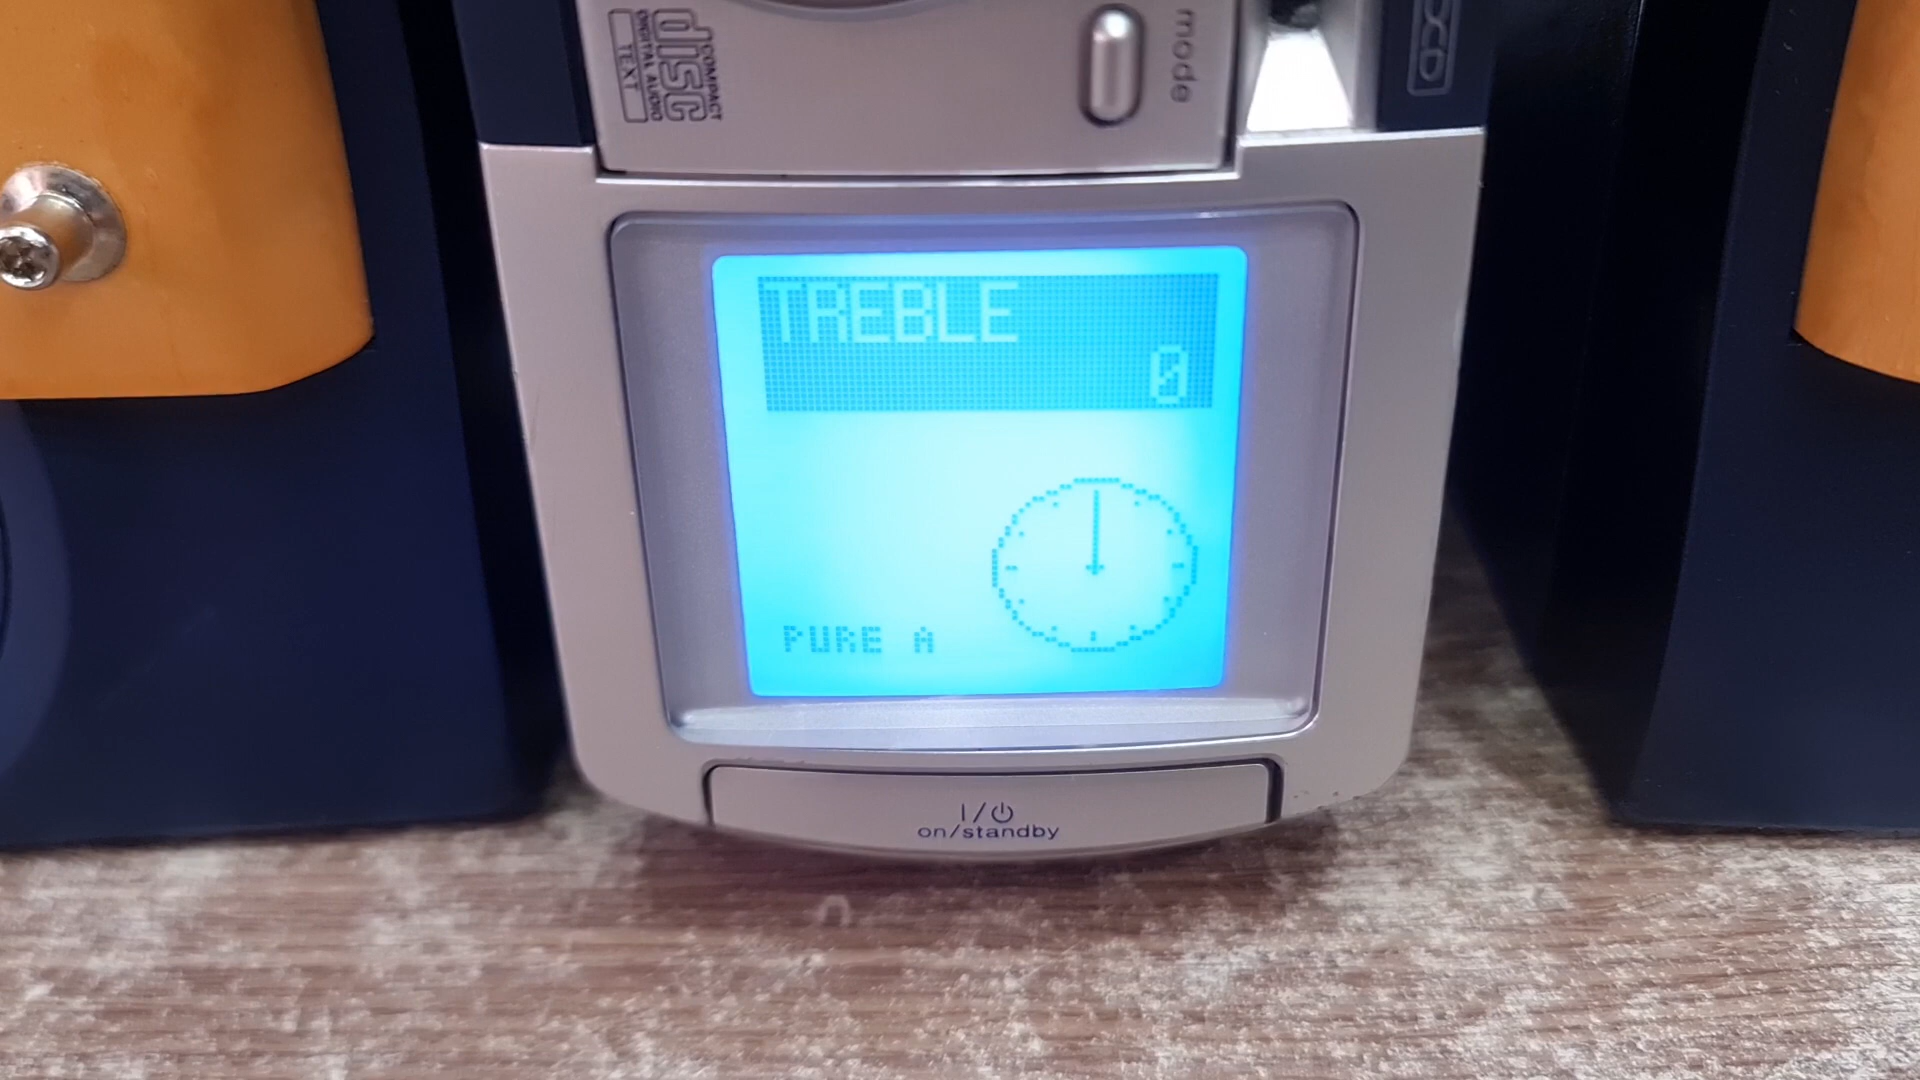 COMPACT
disc
DIGITAL AUDIO
TEXT
mode
TREBLE
0
PURE A
on/standby